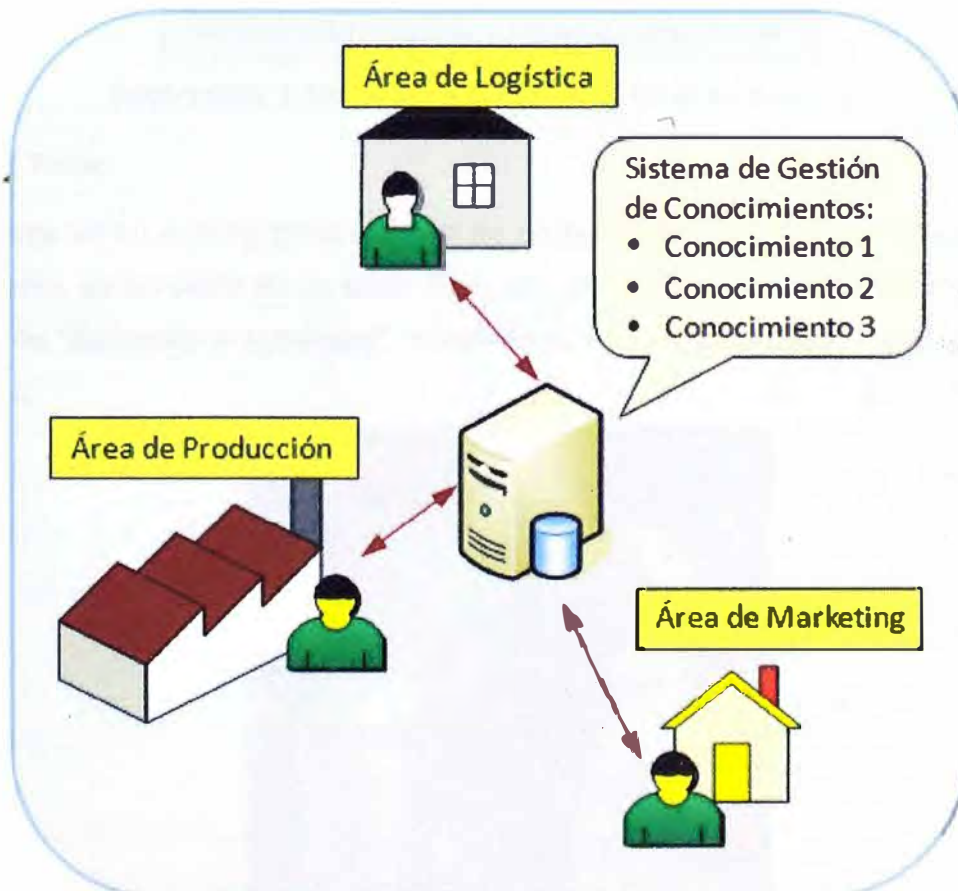 Área de Logística
Sistema de Gestión
de Conocimientos:
• Conocimiento 1
• Conocimiento 2
• Conocimiento 3
Área de Producción
Área de Marketing